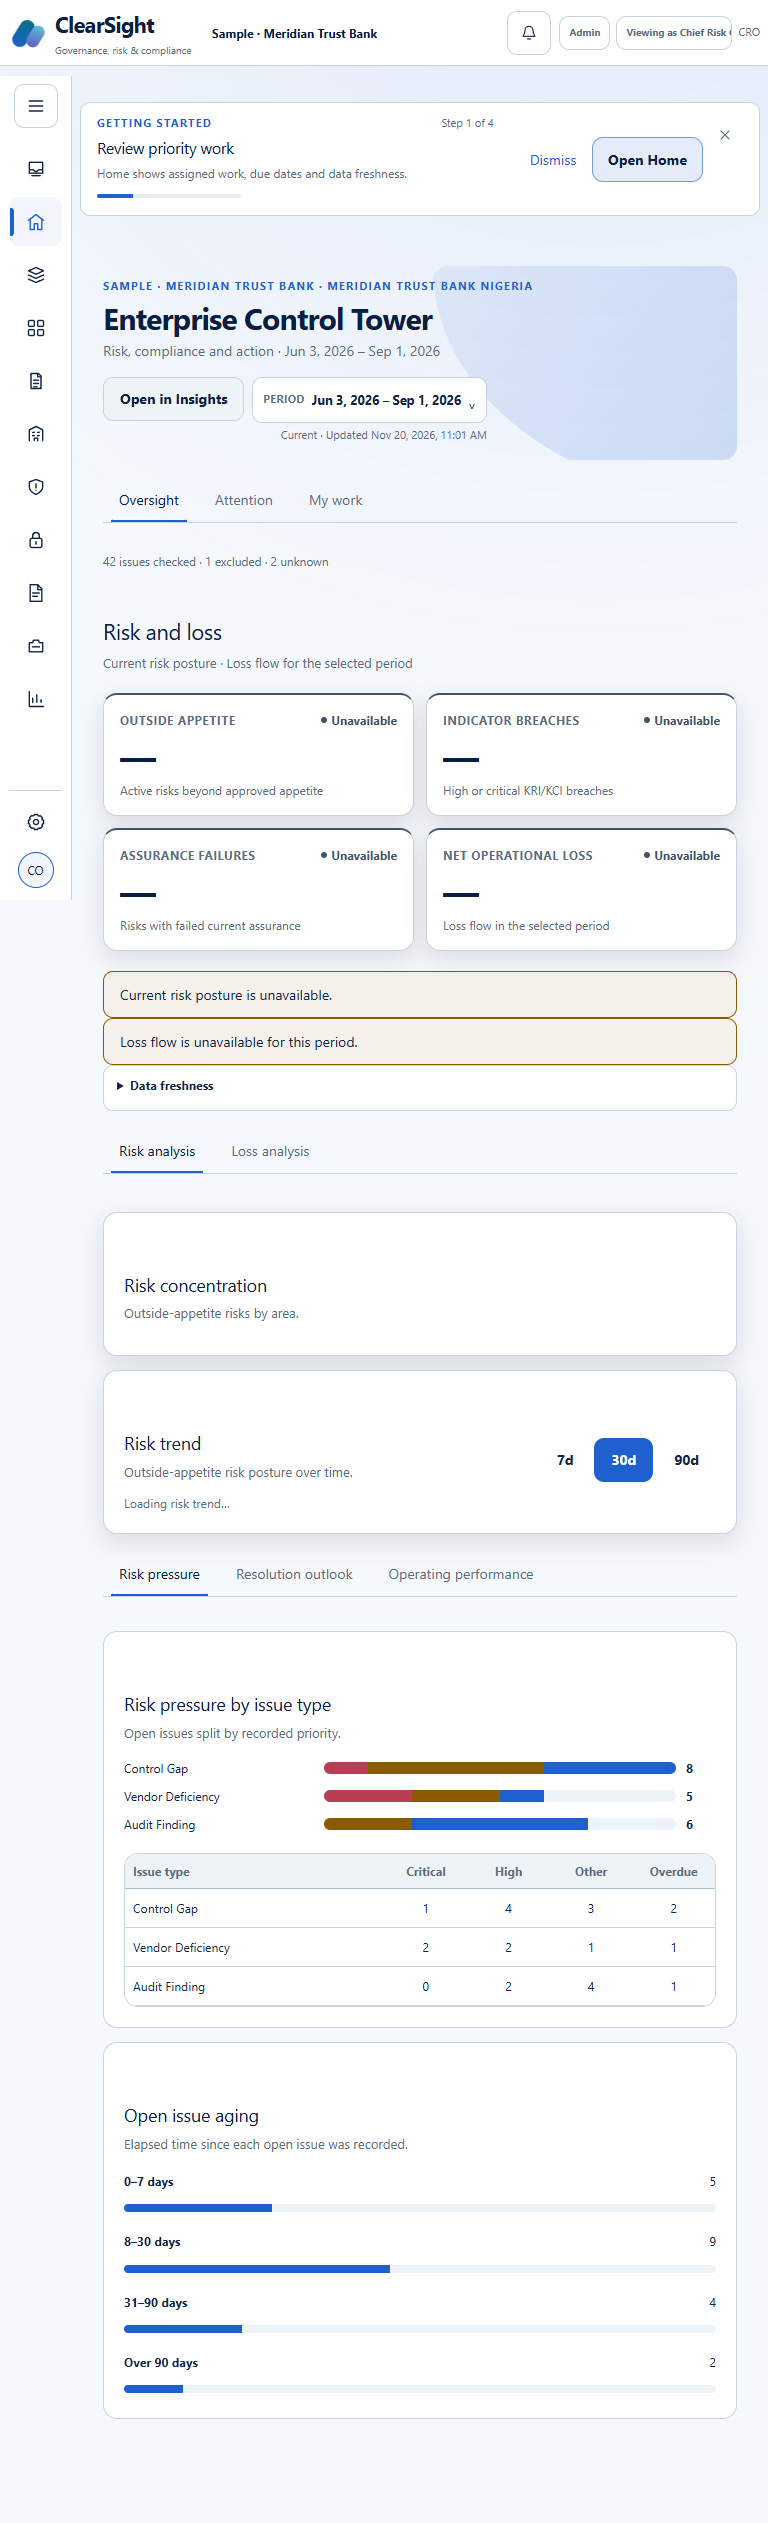 ClearSight
Governance, risk & compliance
Sample · Meridian Trust Bank
Admin
Viewing as Chief Risk
CRO
GETTING STARTED
Step 1 of 4
Review priority work
Home shows assigned work, due dates and data freshness.
Dismiss
Open Home
SAMPLE · MERIDIAN TRUST BANK · MERIDIAN TRUST BANK NIGERIA
Enterprise Control Tower
Risk, compliance and action · Jun 3, 2026 – Sep 1, 2026
Open in Insights
PERIOD Jun 3, 2026 – Sep 1, 2026
Current · Updated Nov 20, 2026, 11:01 AM
Oversight Attention My work
42 issues checked · 1 excluded · 2 unknown
Risk and loss
Current risk posture · Loss flow for the selected period
OUTSIDE APPETITE • Unavailable
—
Active risks beyond approved appetite
INDICATOR BREACHES • Unavailable
—
High or critical KRI/KCI breaches
ASSURANCE FAILURES • Unavailable
—
Risks with failed current assurance
NET OPERATIONAL LOSS • Unavailable
—
Loss flow in the selected period
CO
Current risk posture is unavailable.
Loss flow is unavailable for this period.
Data freshness
Risk analysis Loss analysis
Risk concentration
Outside-appetite risks by area.
Risk trend
Outside-appetite risk posture over time.
7d 30d 90d
Loading risk trend...
Risk pressure Resolution outlook Operating performance
Risk pressure by issue type
Open issues split by recorded priority.
Control Gap 8
Vendor Deficiency 5
Audit Finding 6
Issue type Critical High Other Overdue
Control Gap 1 4 3 2
Vendor Deficiency 2 2 1 1
Audit Finding 0 2 4 1
Open issue aging
Elapsed time since each open issue was recorded.
0–7 days 5
8–30 days 9
31–90 days 4
Over 90 days 2